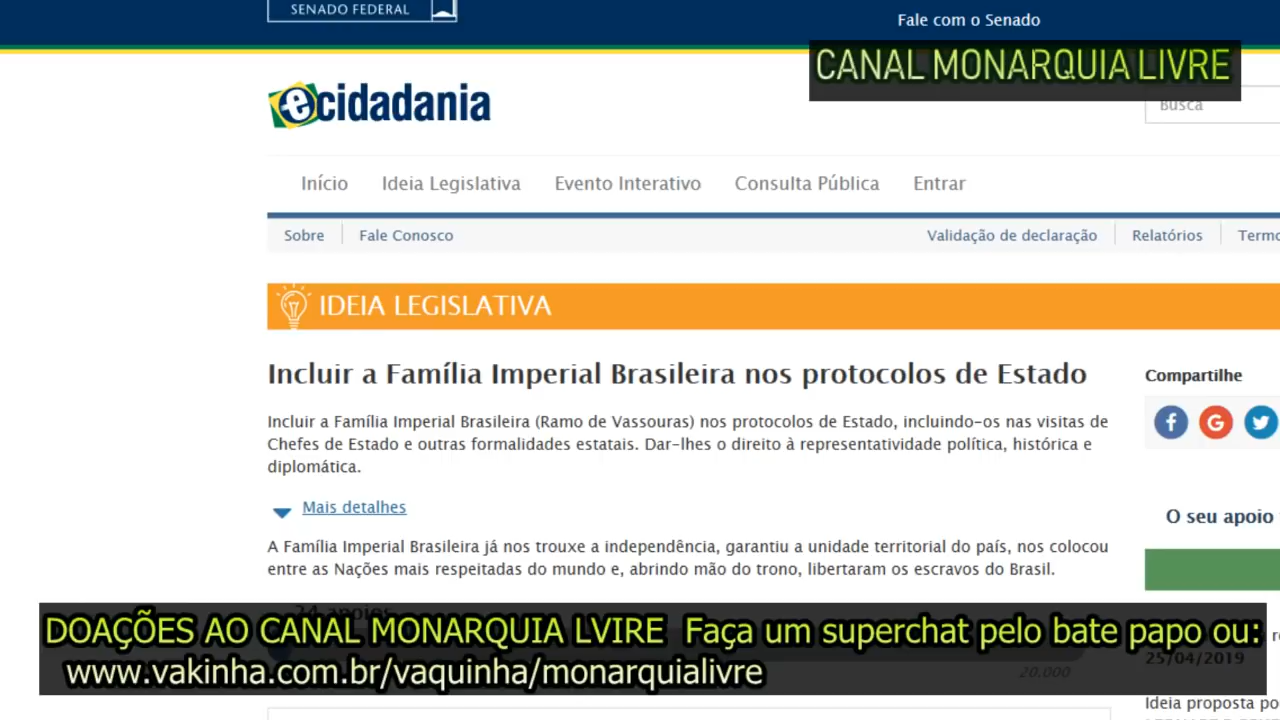 SENADO FEDERAL
Fale com o Senado
CANAL MONARQUIA LIVRE
ecidadania
Busca
Início Ideia Legislativa Evento Interativo Consulta Pública Entrar
Sobre Fale Conosco Validação de declaração Relatórios Termo
IDEIA LEGISLATIVA
Incluir a Família Imperial Brasileira nos protocolos de Estado
Compartilhe
Incluir a Família Imperial Brasileira (Ramo de Vassouras) nos protocolos de Estado, incluindo-os nas visitas de
Chefes de Estado e outras formalidades estatais. Dar-lhes o direito à representatividade política, histórica e
diplomática.
Mais detalhes
O seu apoio
A Família Imperial Brasileira já nos trouxe a independência, garantiu a unidade territorial do país, nos colocou
entre as Nações mais respeitadas do mundo e, abrindo mão do trono, libertaram os escravos do Brasil.
24 apoios
DOAÇÕES AO CANAL MONARQUIA LVIRE Faça um superchat pelo bate papo ou:
www.vakinha.com.br/vaquinha/monarquialivre
25/04/2019
20.000
Ideia proposta po